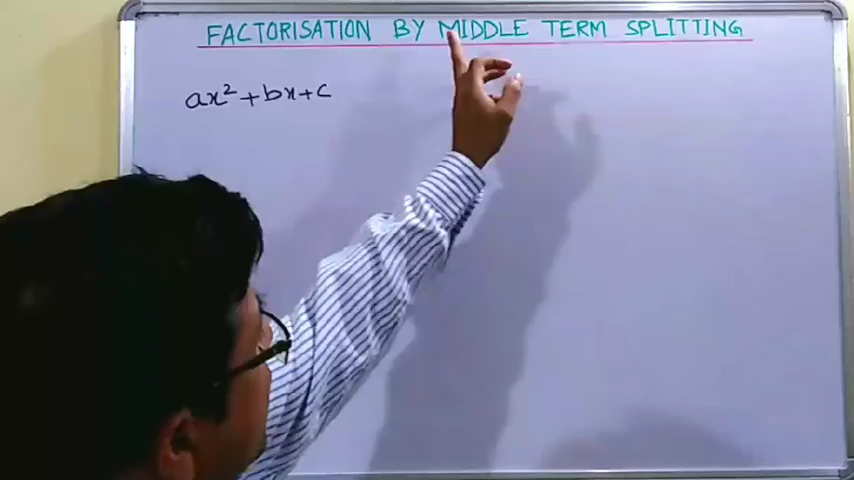 FACTORISATION BY MIDDLE TERM SPLITTING
ax² + bx + c